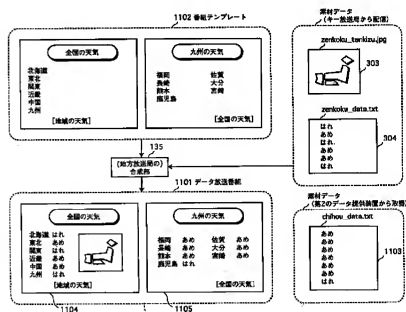 1102 番組テンプレート
全国の天気
北海道
東北
関東
近畿
中国
九州
[地域の天気]
九州の天気
福岡 佐賀
長崎 大分
熊本 宮崎
鹿児島
[全国の天気]
素材データ
(キー放送局から配信)
zenkoku_tenkizu.jpg
303
zenkoku_data.txt
はれ
あめ
あめ
あめ
あめ
はれ
304
135
(地方放送局の)
合成部
1101 データ放送番組
全国の天気
北海道 はれ
東北 あめ
関東 あめ
近畿 あめ
中国 あめ
九州 はれ
[地域の天気]
1104
九州の天気
福岡 あめ 佐賀 あめ
長崎 あめ 大分 あめ
熊本 あめ 宮崎 あめ
鹿児島 はれ
[全国の天気]
1105
素材データ
(第2のデータ提供装置から取得)
chihou_data.txt
あめ
あめ
あめ
あめ
あめ
あめ
はれ
1103